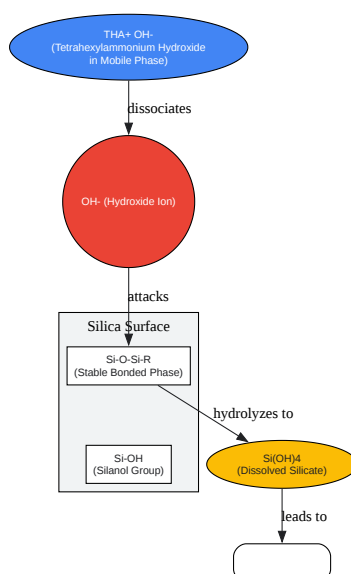 THA+ OH-
(Tetrahexylammonium Hydroxide
in Mobile Phase)
dissociates
OH- (Hydroxide Ion)
attacks
Silica Surface
Si-O-Si-R
(Stable Bonded Phase)
hydrolyzes to
Si-OH
(Silanol Group)
Si(OH)4
(Dissolved Silicate)
leads to